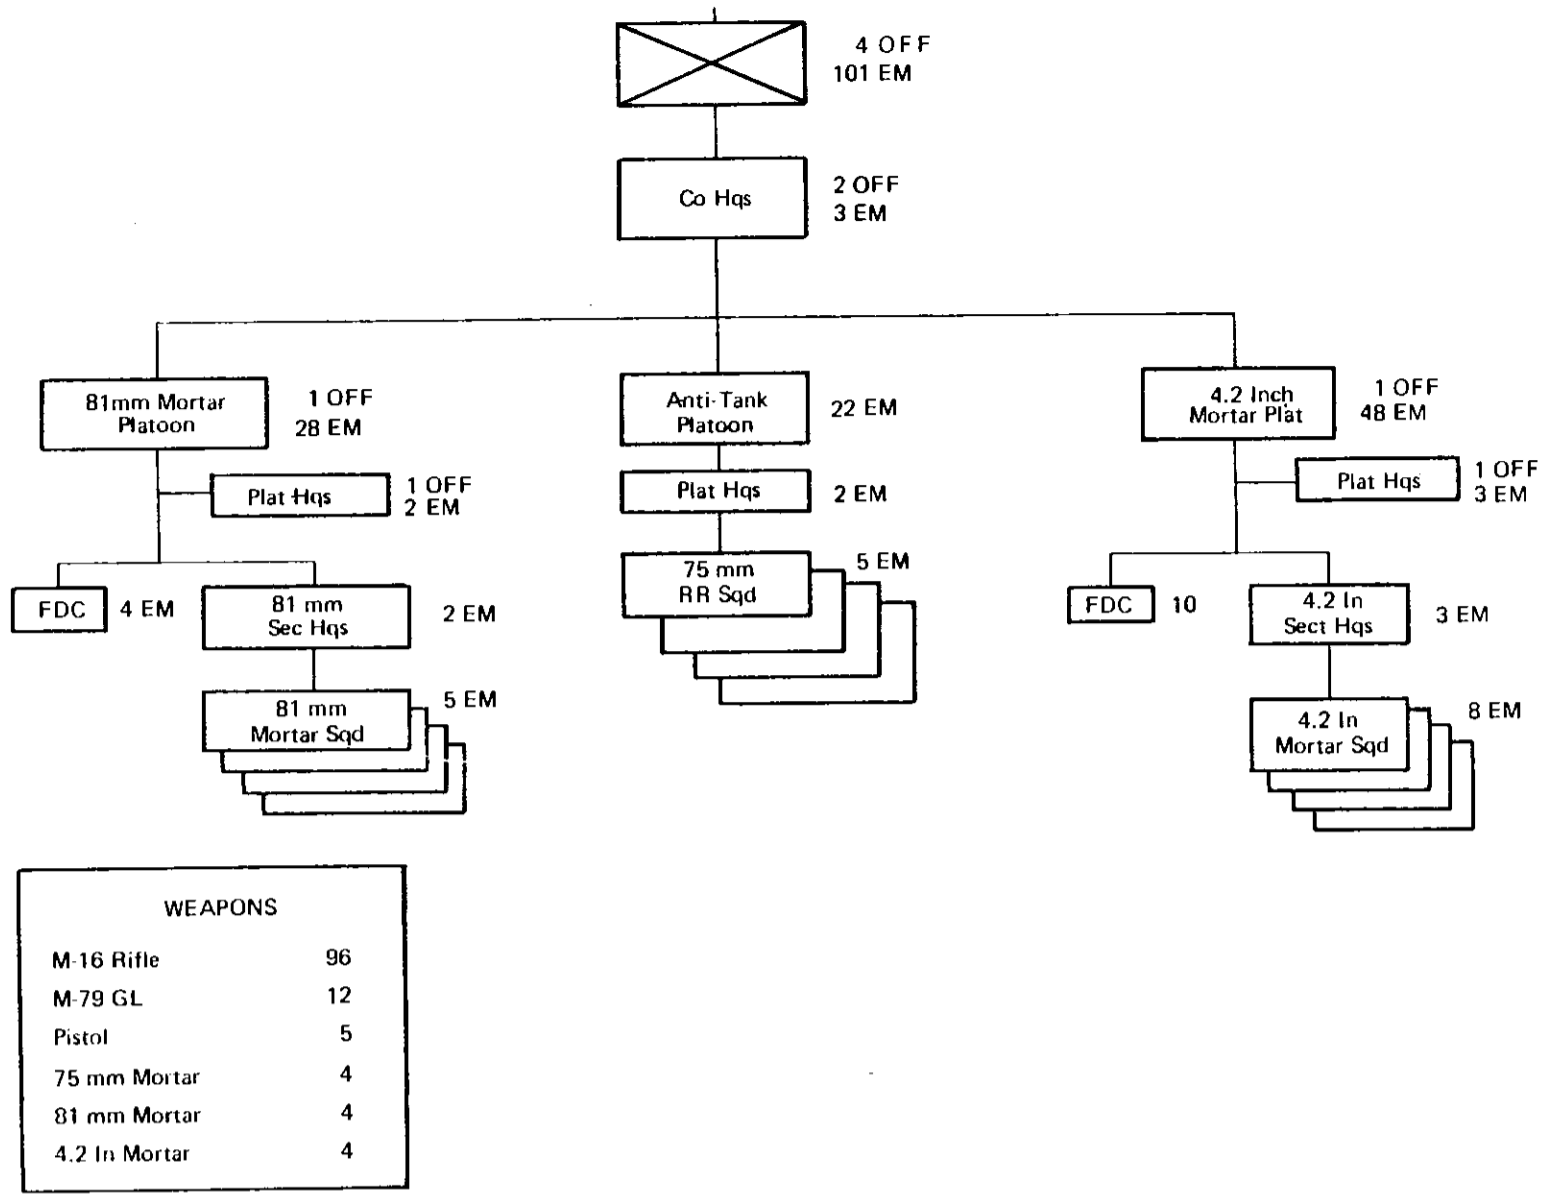 4 OFF
101 EM
Co Hqs
2 OFF
3 EM
81mm Mortar
Platoon
1 OFF
28 EM
Plat Hqs
1 OFF
2 EM
FDC
4 EM
81 mm
Sec Hqs
2 EM
81 mm
Mortar Sqd
5 EM
Anti-Tank
Platoon
22 EM
Plat Hqs
2 EM
75 mm
RR Sqd
5 EM
4.2 Inch
Mortar Plat
1 OFF
48 EM
Plat Hqs
1 OFF
3 EM
FDC
10
4.2 In
Sect Hqs
3 EM
4.2 In
Mortar Sqd
8 EM
WEAPONS
M-16 Rifle 96
M-79 GL 12
Pistol 5
75 mm Mortar 4
81 mm Mortar 4
4.2 In Mortar 4